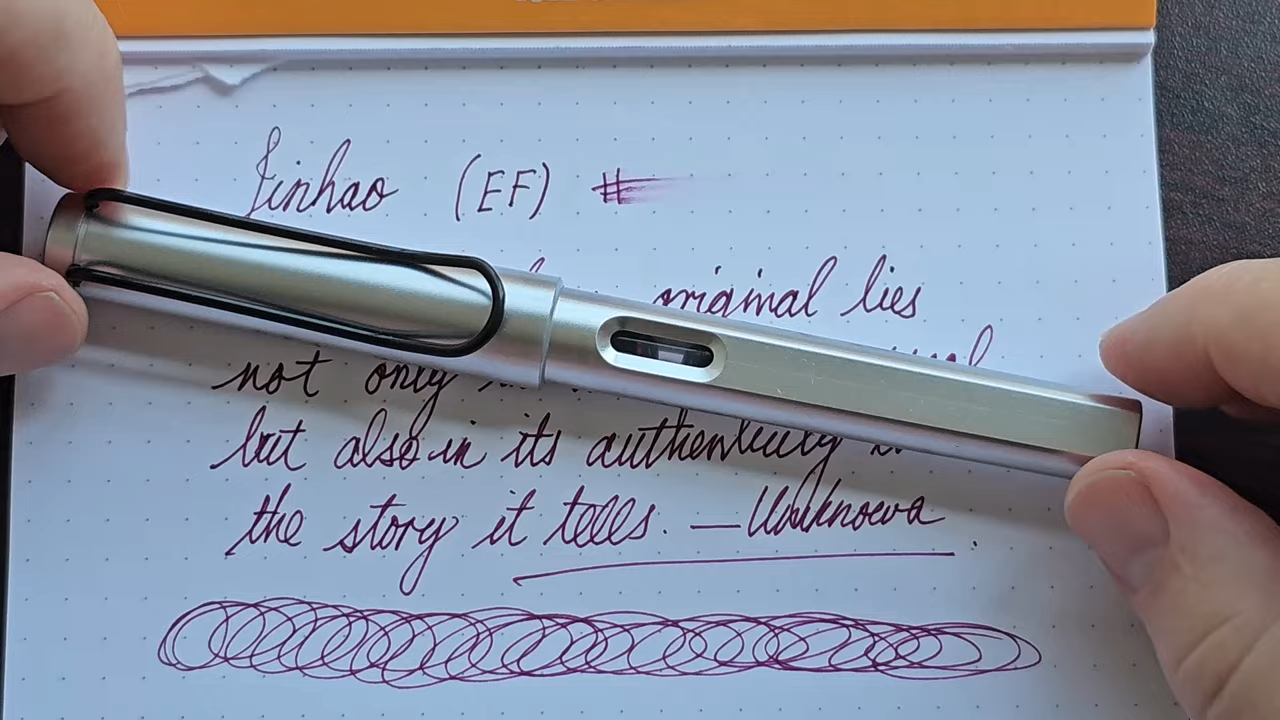 Jinhao (EF) #
original lies
not only
but also in its authenticity
the story it tells. — Unknown